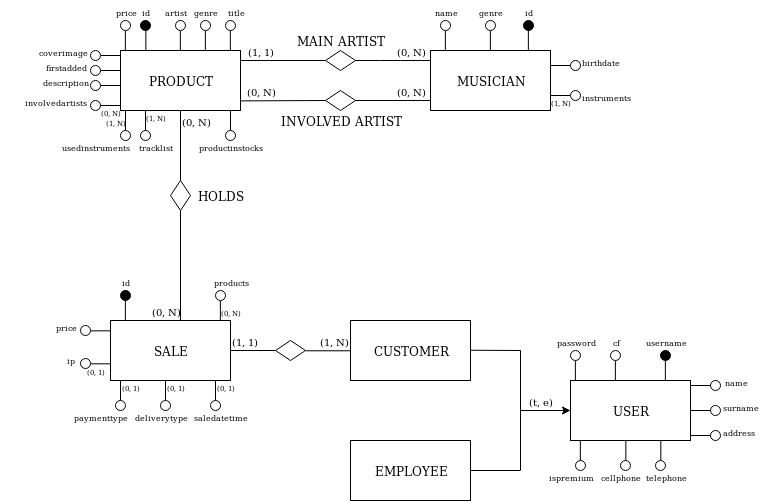 price id artist genre title
name genre id
MAIN ARTIST
coverimage
(1, 1) (0, N)
firstadded
birthdate
PRODUCT
MUSICIAN
description
(0, N) (0, N)
involvedartists
instruments
(1, N)
(0, N)
(1, N)
(1, N)
(0, N)
INVOLVED ARTIST
usedinstruments tracklist productinstocks
HOLDS
id products
(0, N) (0, N)
price
(1, 1) (1, N)
SALE
CUSTOMER
password cf username
ip
(0, 1)
(0, 1) (0, 1) (0, 1)
name
(t, e)
surname
USER
paymenttype deliverytype saledatetime
address
EMPLOYEE
ispremium cellphone telephone